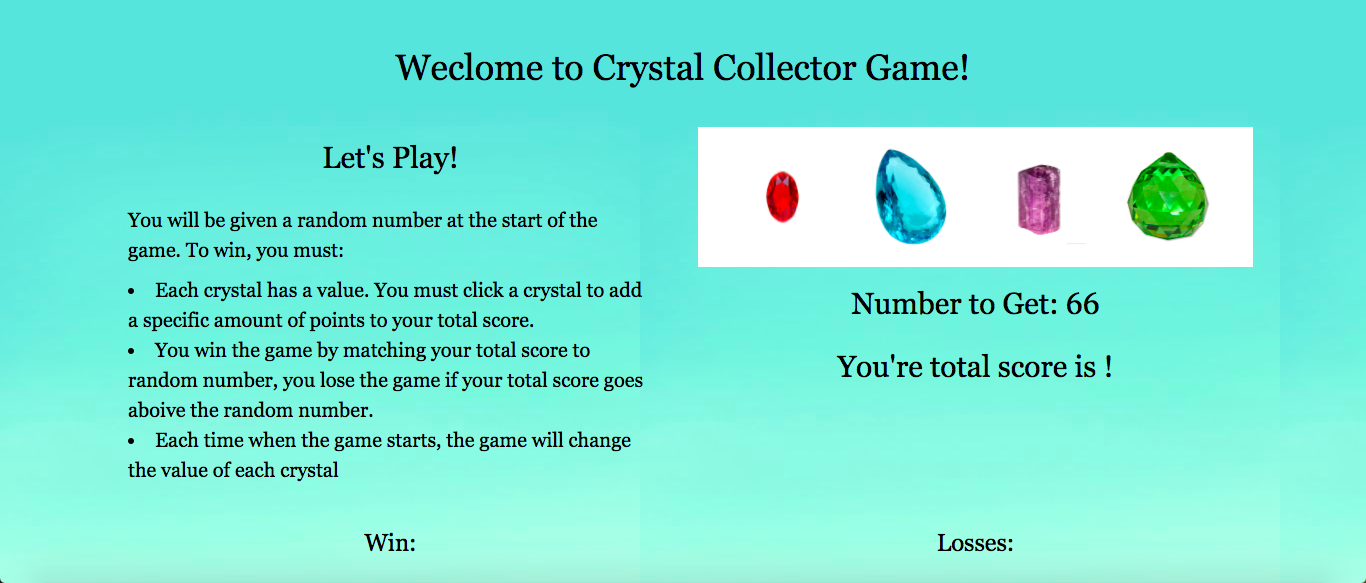 Weclome to Crystal Collector Game!
Let's Play!
You will be given a random number at the start of the
game. To win, you must:
• Each crystal has a value. You must click a crystal to add
a specific amount of points to your total score.
• You win the game by matching your total score to
random number, you lose the game if your total score goes
aboive the random number.
• Each time when the game starts, the game will change
the value of each crystal
Number to Get: 66
You're total score is !
Win:
Losses: